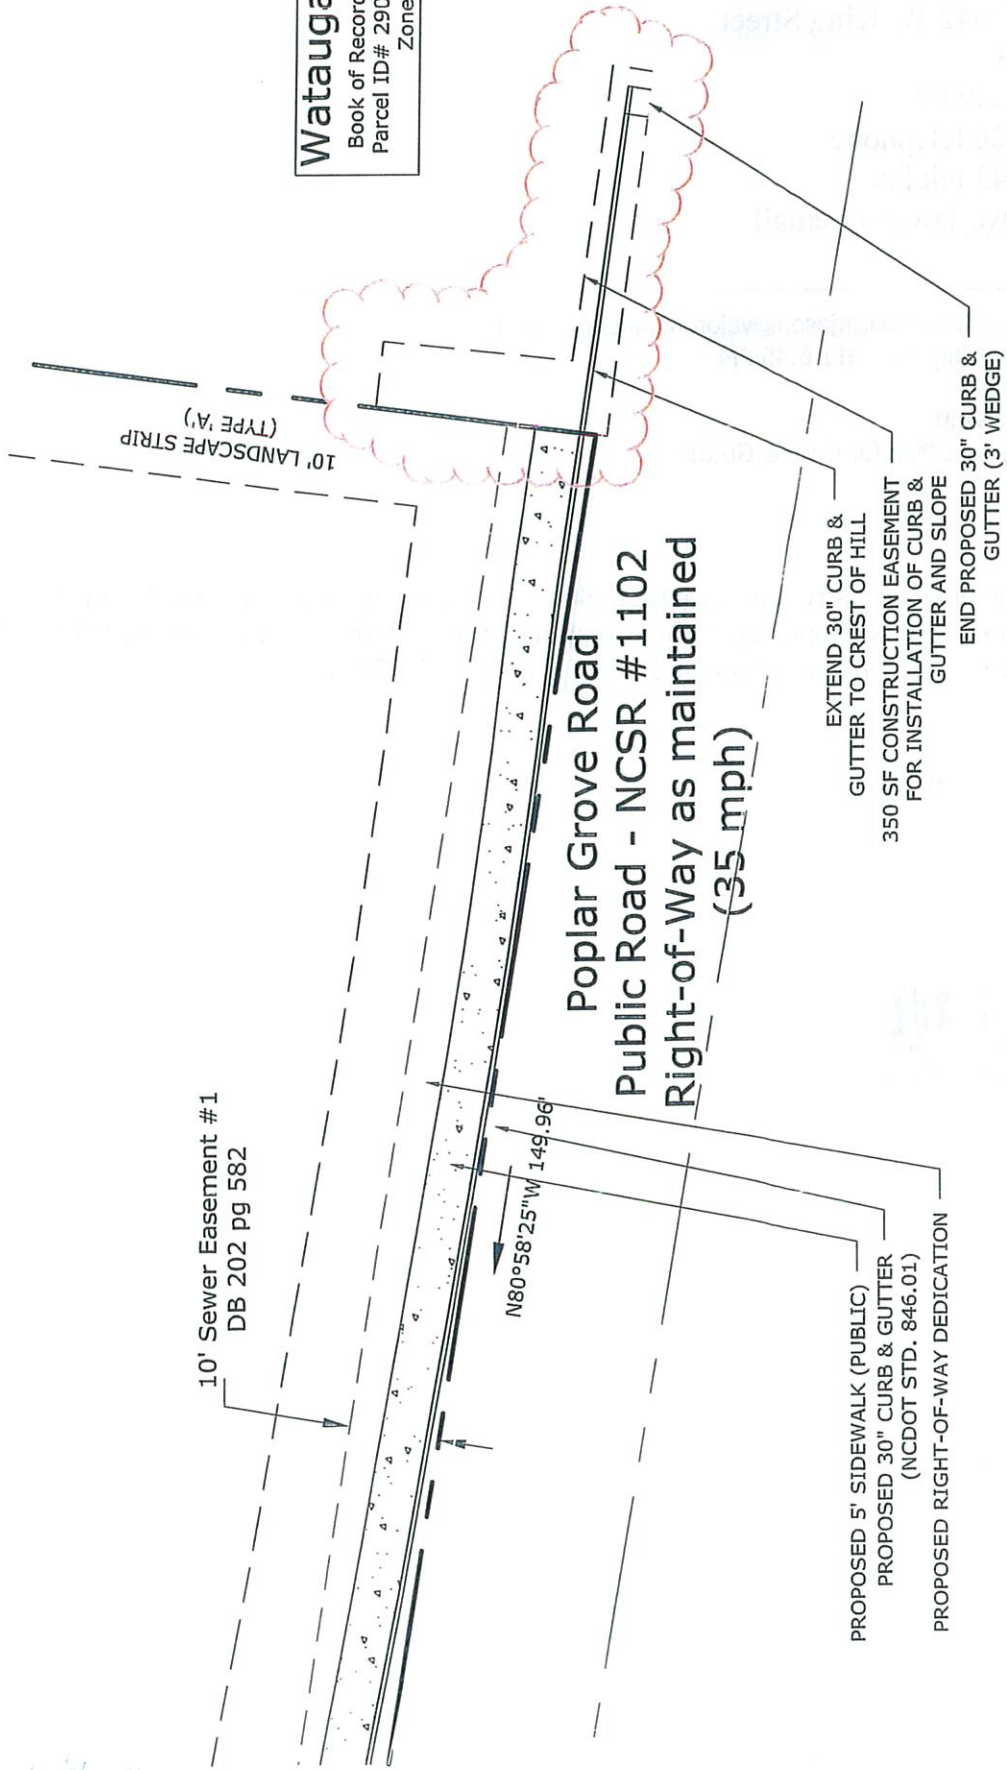 Watauga
Book of Record
Parcel ID# 290
Zone
10' LANDSCAPE STRIP
(TYPE 'A')
10' Sewer Easement #1
DB 202 pg 582
Poplar Grove Road
Public Road - NCSR #1102
Right-of-Way as maintained
(35 mph)
N80°58'25"W 149.96'
EXTEND 30" CURB &
GUTTER TO CREST OF HILL
350 SF CONSTRUCTION EASEMENT
FOR INSTALLATION OF CURB &
GUTTER AND SLOPE
END PROPOSED 30" CURB &
GUTTER (3' WEDGE)
PROPOSED 5' SIDEWALK (PUBLIC)
PROPOSED 30" CURB & GUTTER
(NCDOT STD. 846.01)
PROPOSED RIGHT-OF-WAY DEDICATION